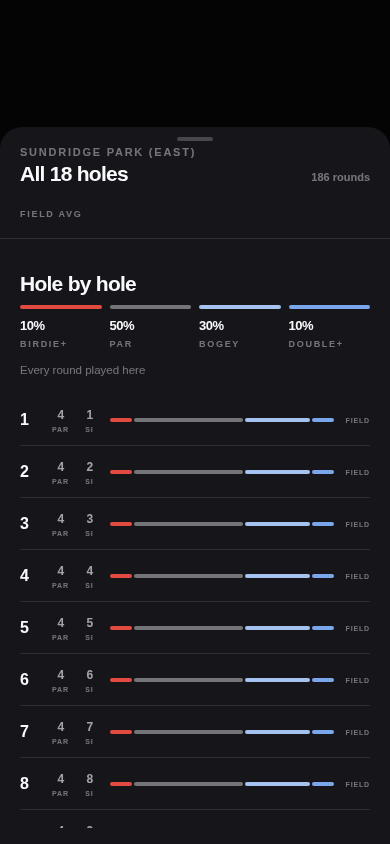 SUNDRIDGE PARK (EAST)
All 18 holes 186 rounds
FIELD AVG
Hole by hole
10% 50% 30% 10%
BIRDIE+ PAR BOGEY DOUBLE+
Every round played here
1 4 1 FIELD
PAR SI
2 4 2 FIELD
PAR SI
3 4 3 FIELD
PAR SI
4 4 4 FIELD
PAR SI
5 4 5 FIELD
PAR SI
6 4 6 FIELD
PAR SI
7 4 7 FIELD
PAR SI
8 4 8 FIELD
PAR SI